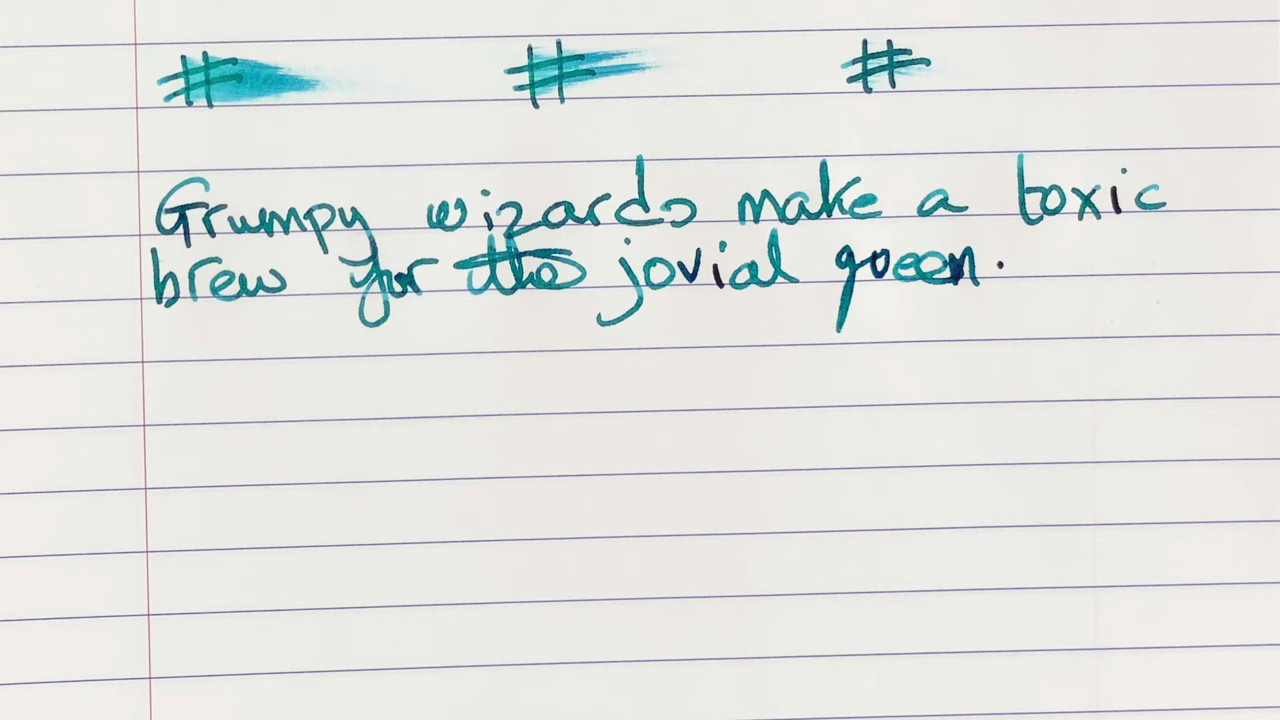 # # #
Grumpy wizards make a toxic
brew for the jovial queen.